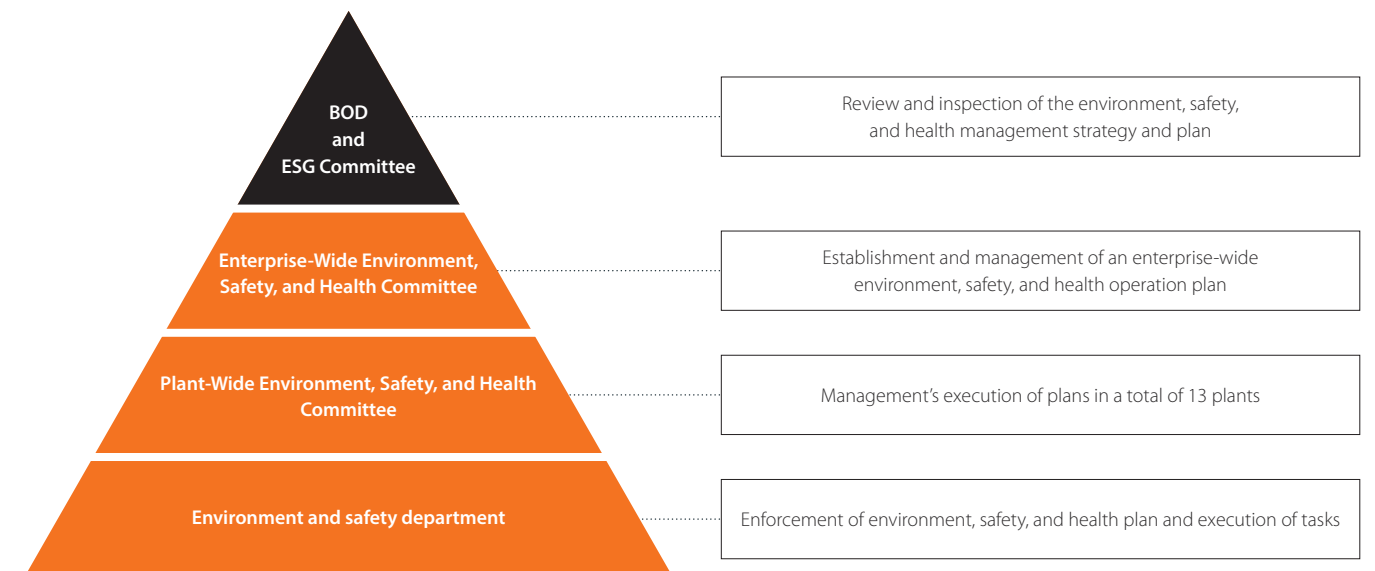 BOD
and
ESG Committee
Review and inspection of the environment, safety,
and health management strategy and plan
Enterprise-Wide Environment,
Safety, and Health Committee
Establishment and management of an enterprise-wide
environment, safety, and health operation plan
Plant-Wide Environment, Safety, and Health
Committee
Management’s execution of plans in a total of 13 plants
Environment and safety department
Enforcement of environment, safety, and health plan and execution of tasks